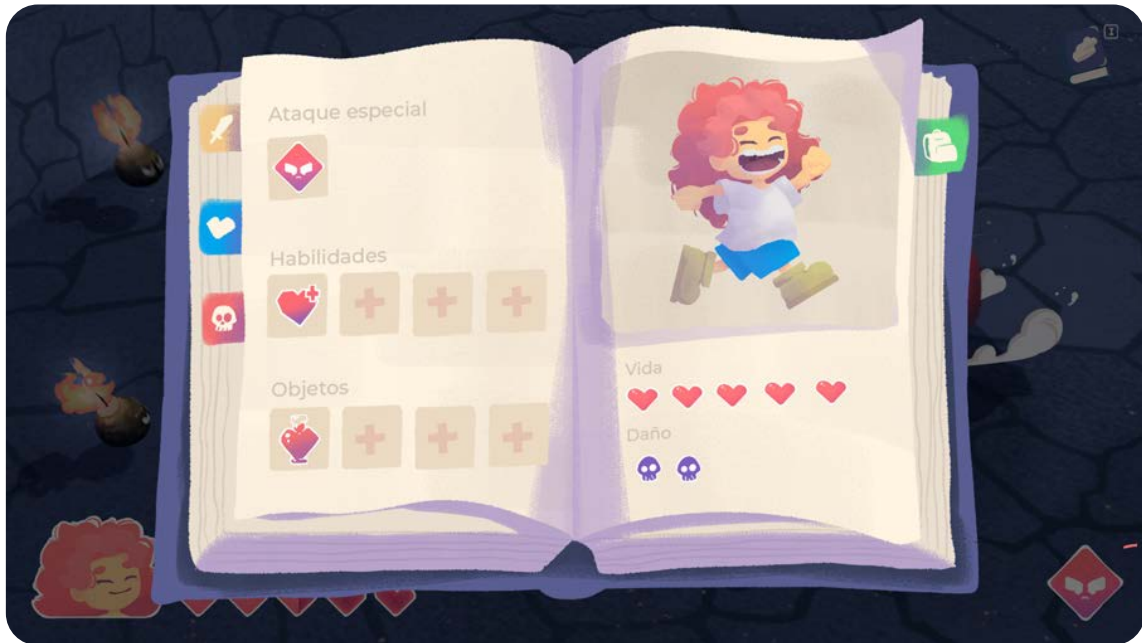 Ataque especial
Habilidades
Objetos
Vida
Daño
I